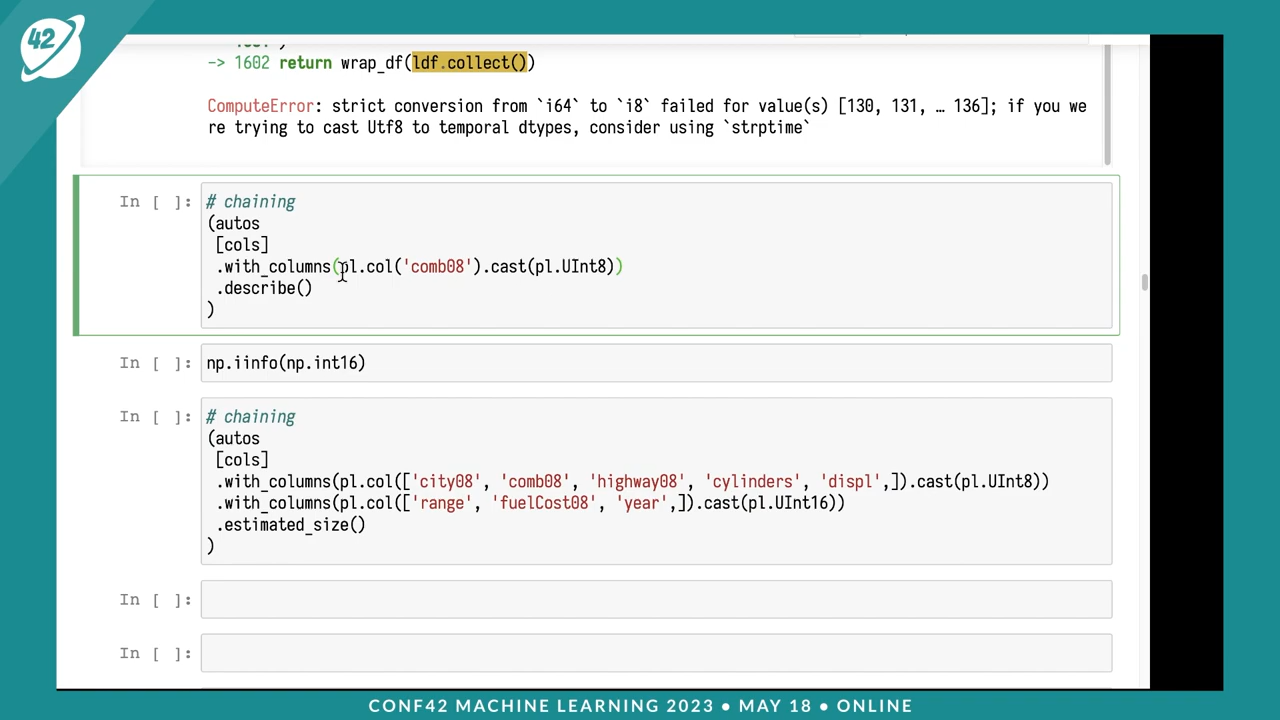 42
-> 1602 return wrap_df(ldf.collect())
ComputeError: strict conversion from `i64` to `i8` failed for value(s) [130, 131, … 136]; if you we
re trying to cast Utf8 to temporal dtypes, consider using `strptime`
In [ ]:
# chaining
(autos
[cols]
.with_columns(pl.col('comb08').cast(pl.UInt8))
.describe()
)
In [ ]:
np.iinfo(np.int16)
In [ ]:
# chaining
(autos
[cols]
.with_columns(pl.col(['city08', 'comb08', 'highway08', 'cylinders', 'displ',]).cast(pl.UInt8))
.with_columns(pl.col(['range', 'fuelCost08', 'year',]).cast(pl.UInt16))
.estimated_size()
)
In [ ]:
In [ ]:
CONF42 MACHINE LEARNING 2023 • MAY 18 • ONLINE